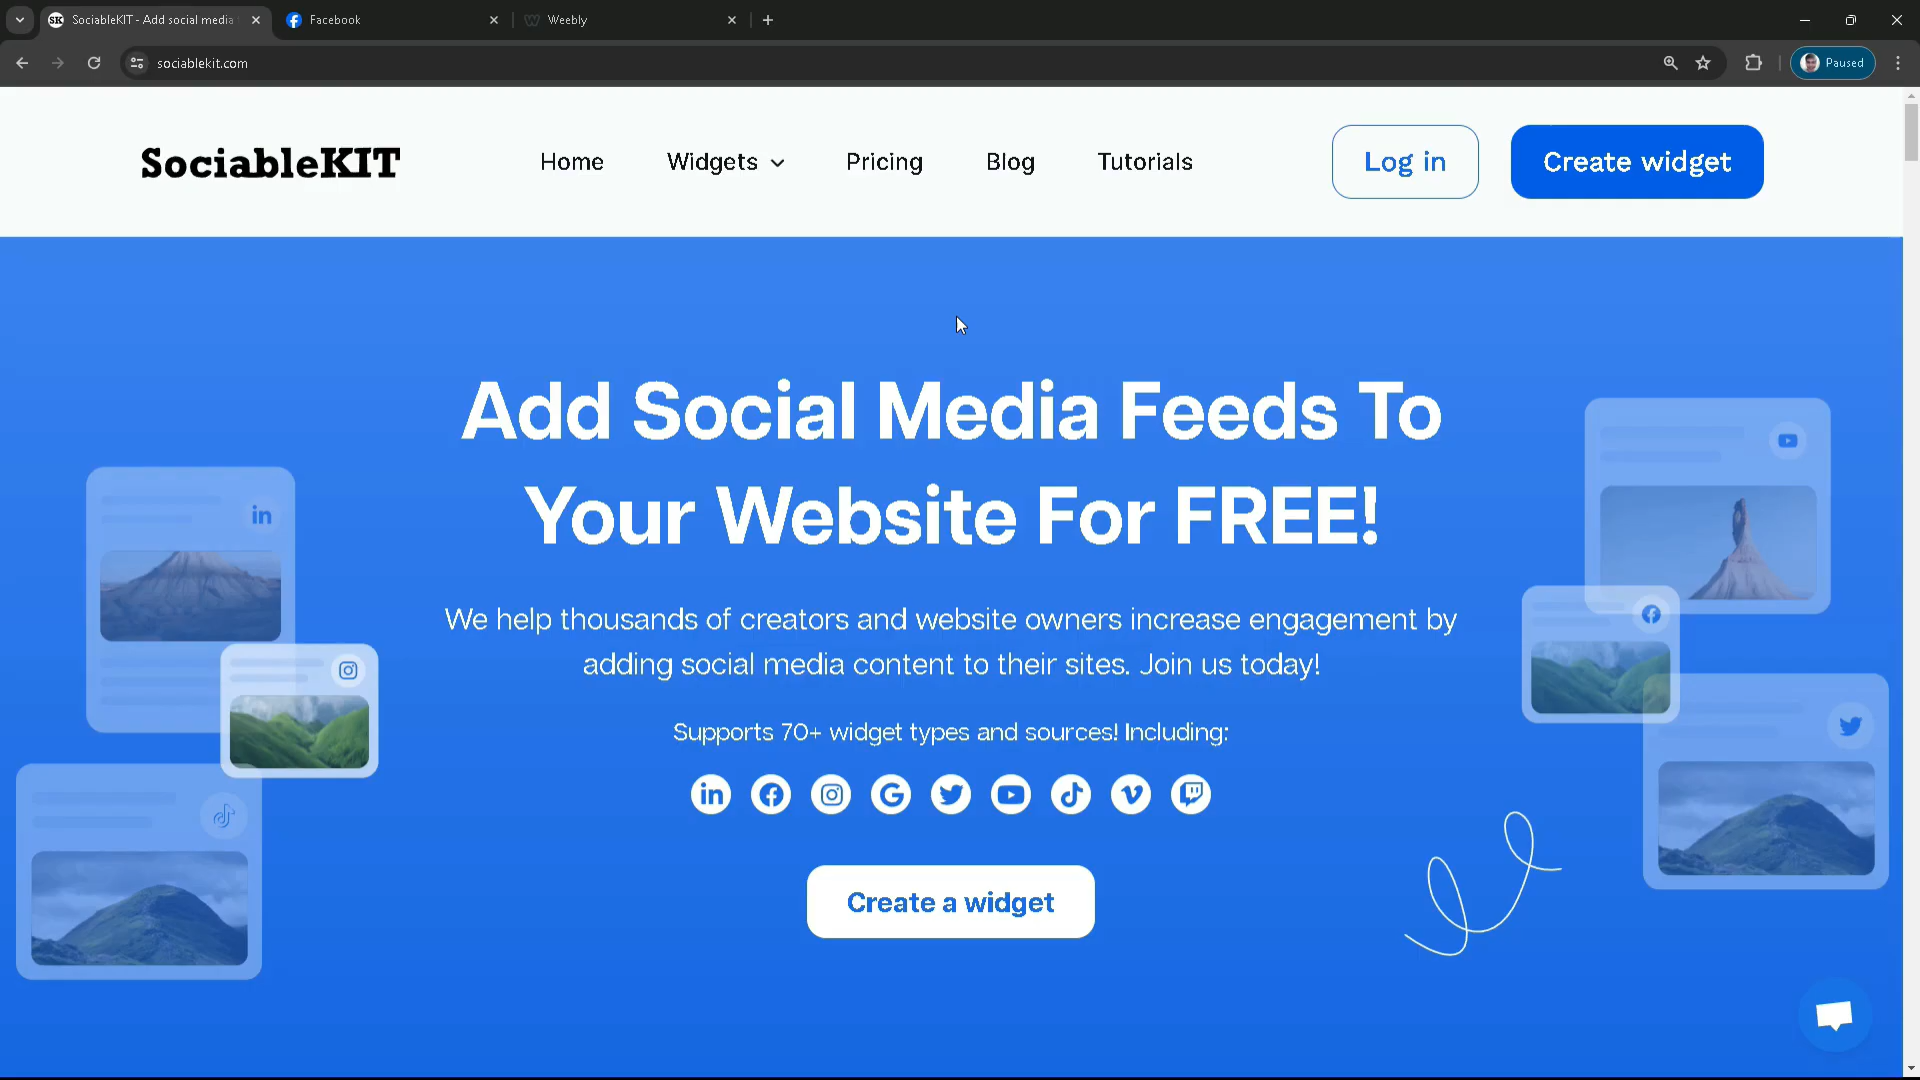 SK SociableKIT - Add social media
Facebook
W Weebly
sociablekit.com
Paused
SociableKIT
Home
Widgets
Pricing
Blog
Tutorials
Log in
Create widget
Add Social Media Feeds To
Your Website For FREE!
We help thousands of creators and website owners increase engagement by
adding social media content to their sites. Join us today!
Supports 70+ widget types and sources! Including:
Create a widget